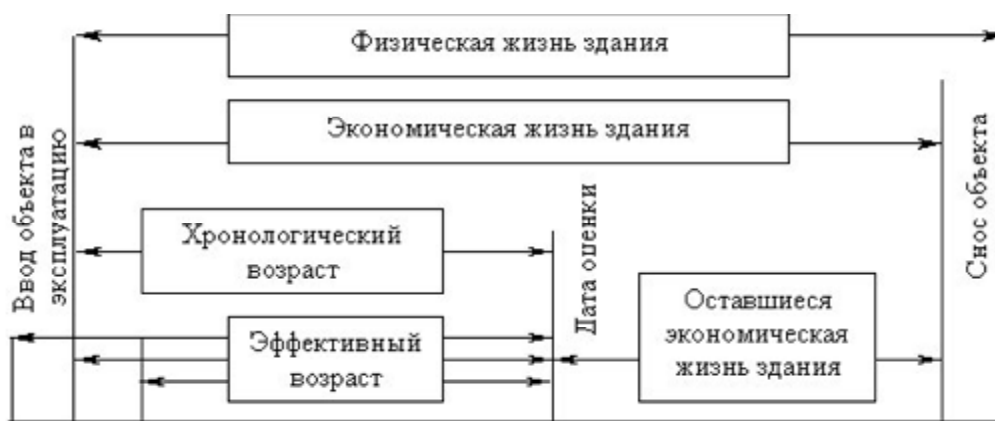 Физическая жизнь здания
Экономическая жизнь здания
Ввод объекта в
эксплуатацию
Хронологический
возраст
Эффективный
возраст
Дата оценки
Оставшиеся
экономическая
жизнь здания
Снос объекта